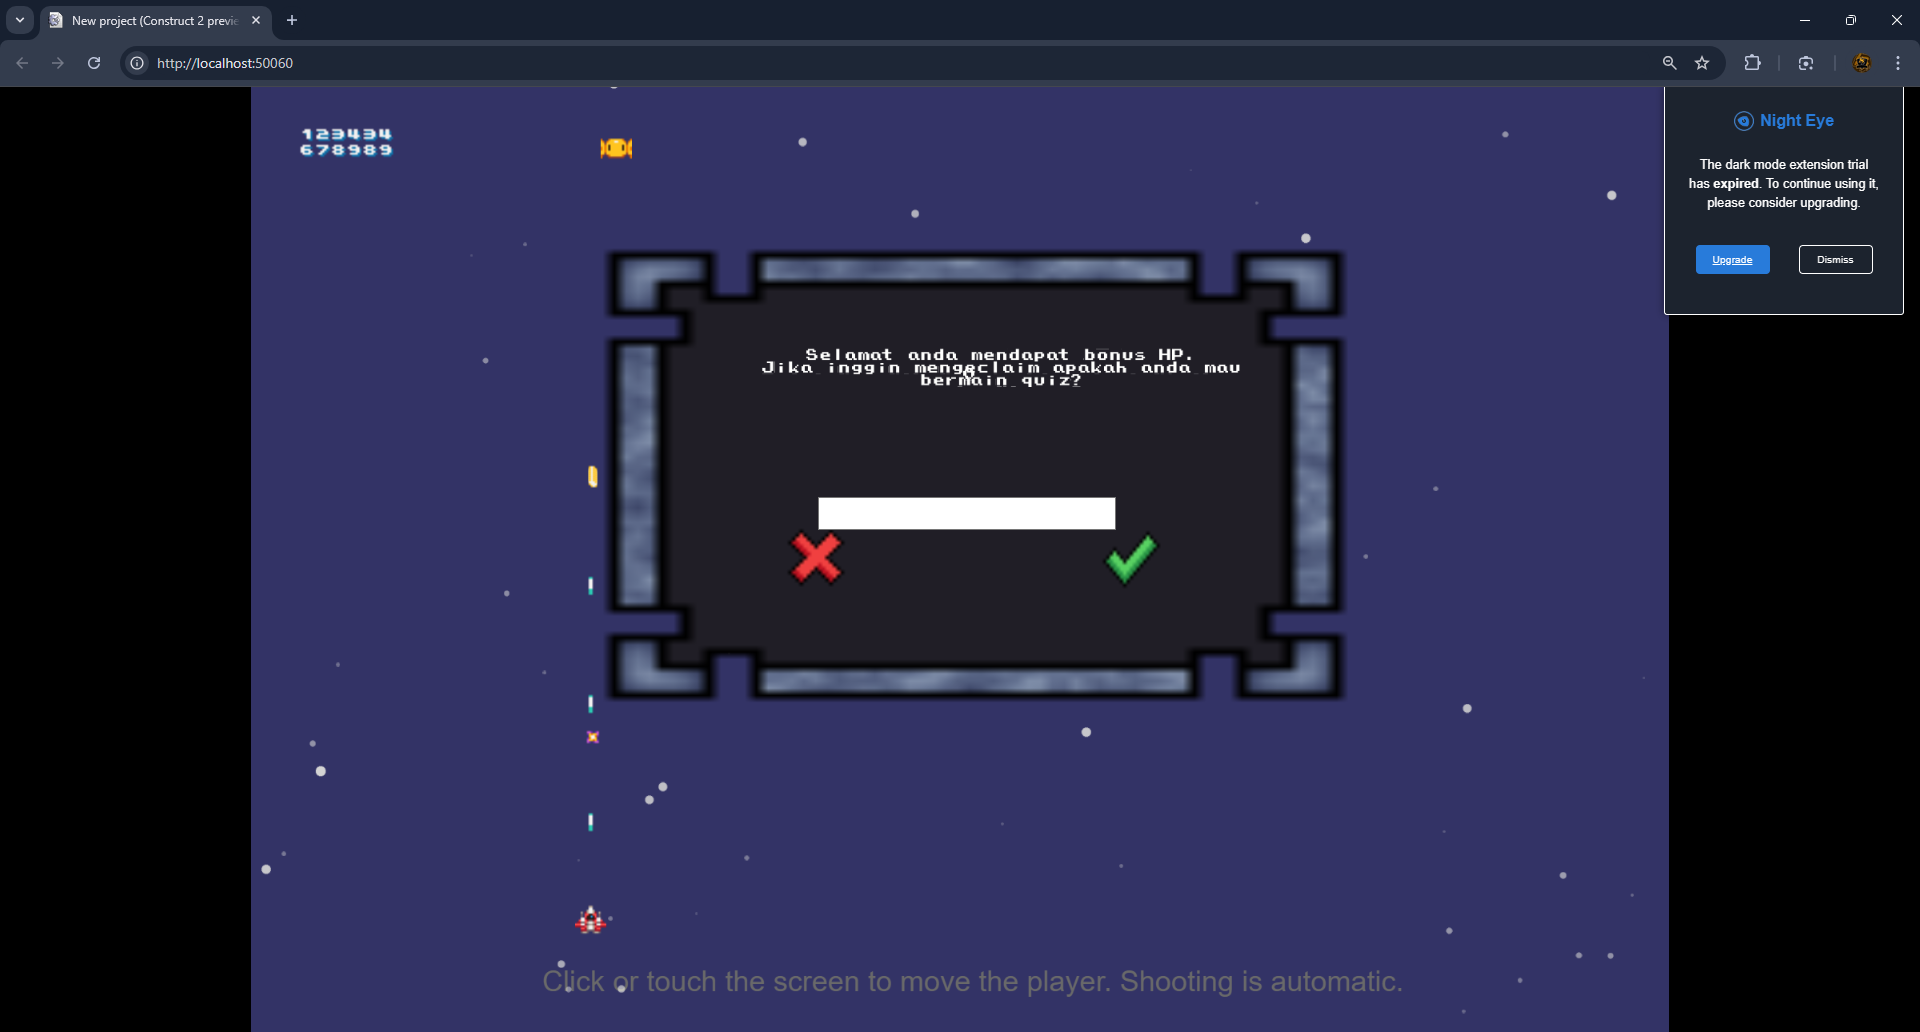 New project (Construct 2 previe
http://localhost:50060
123434
678989
Night Eye
The dark mode extension trial
has expired. To continue using it,
please consider upgrading.
Upgrade
Dismiss
Selamat anda mendapat bonus HP.
Jika inggin mengeclaim apakah anda mau
bermain quiz?
Click or touch the screen to move the player. Shooting is automatic.